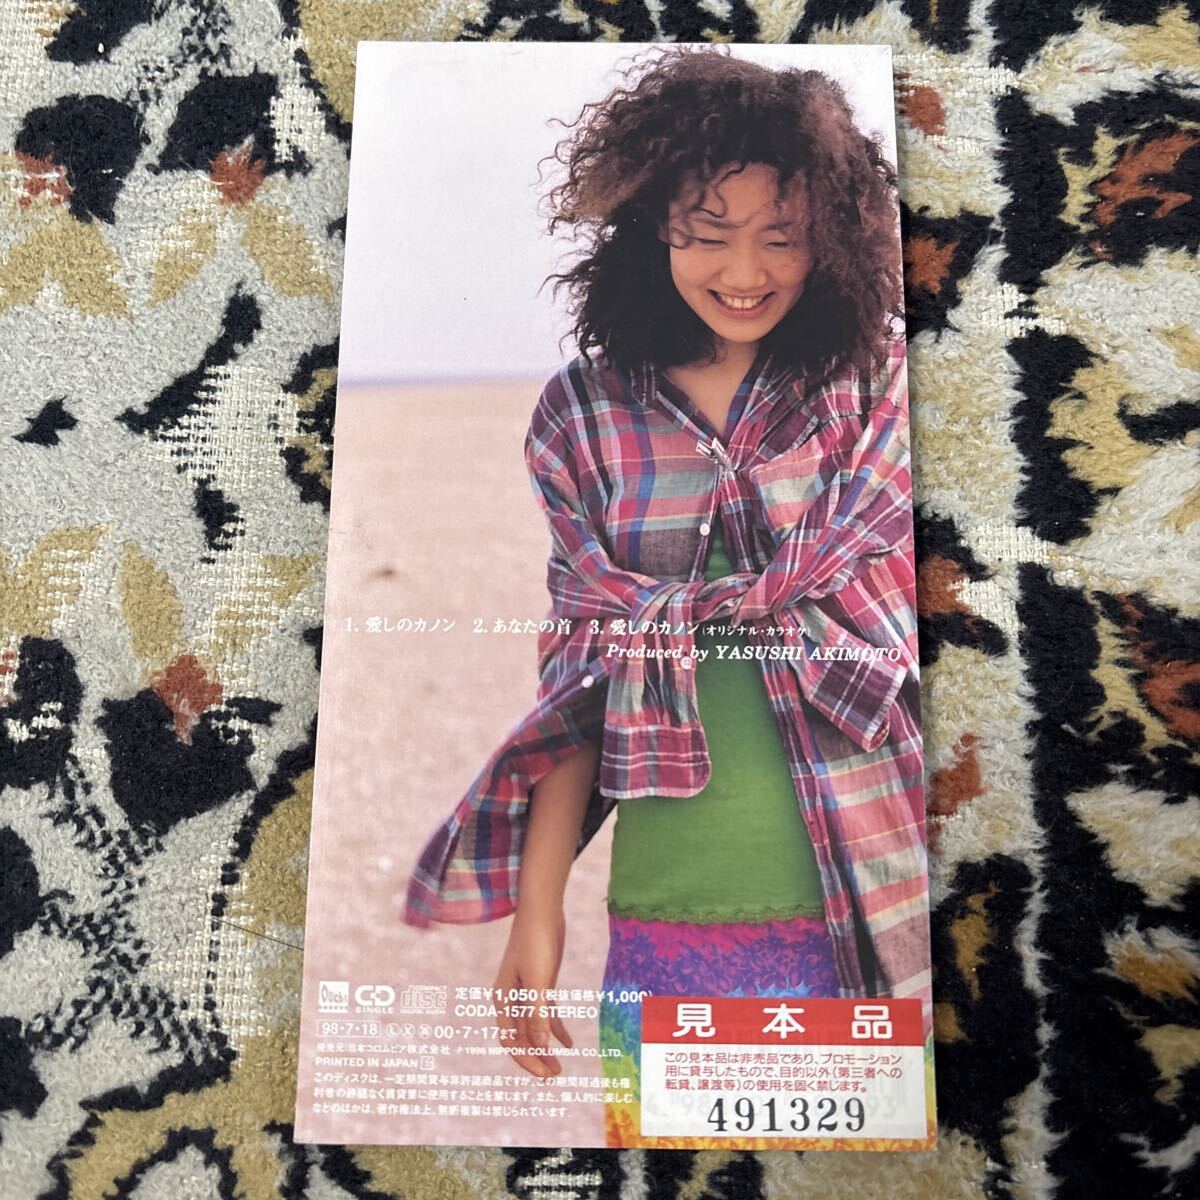 1. 愛しのカノン 2. あなたの首 3. 愛しのカノン(オリジナル・カラオケ)
Produced by YASUSHI AKIMOTO
Ouch!
CD SINGLE
COMPACT disc DIGITAL AUDIO
定価¥1,050(税抜価格¥1,000)
CODA-1577 STEREO
98・7・18 L X 00・7・17まで
発売元:日本コロムビア株式会社 ℗ 1998 NIPPON COLUMBIA CO.,LTD.
PRINTED IN JAPAN
このディスクは、一定期間貸与非許諾商品ですが、この期間経過後も権
利者の許諾なく賃貸業に使用することを禁じます。また、個人的に楽しむ
などのほかは、著作権法上、無断複製は禁じられています。
見本品
この見本品は非売品であり、プロモーション
用に貸与したもので、目的以外(第三者への
転貸、譲渡等)の使用を固く禁じます。
491329